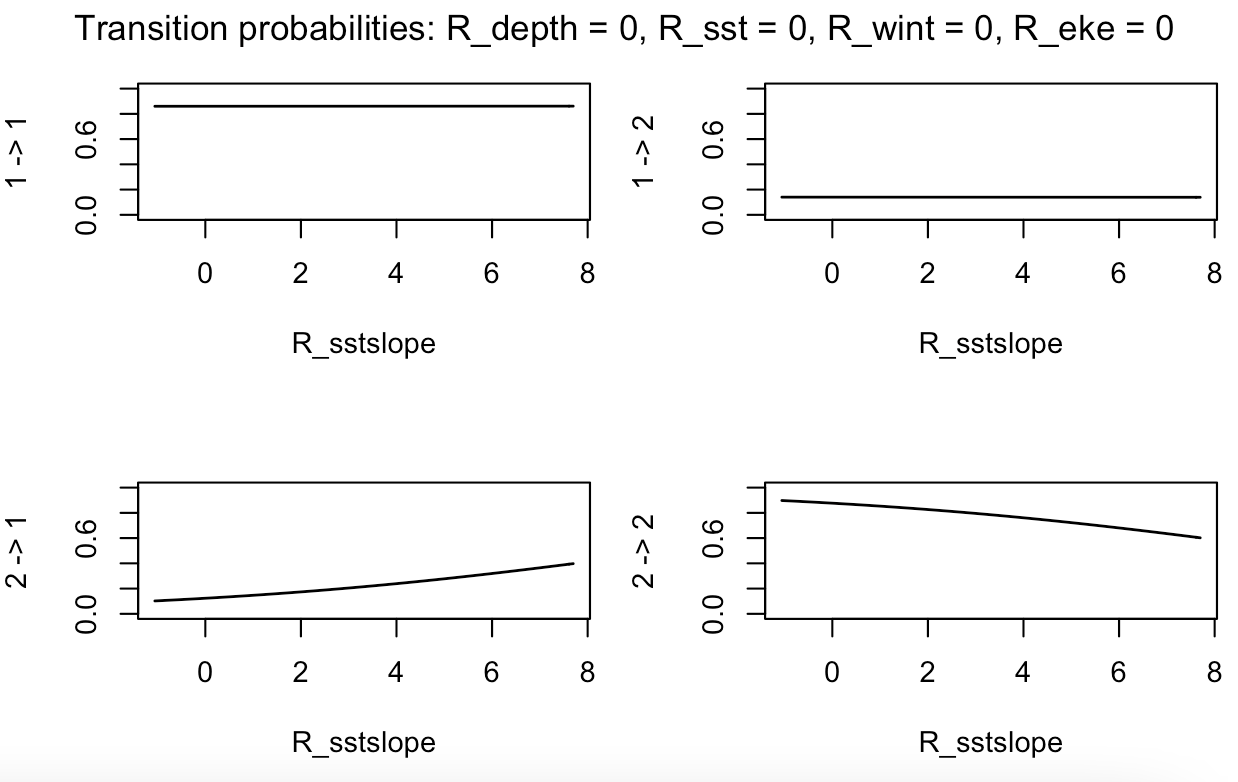 Transition probabilities: R_depth = 0, R_sst = 0, R_wint = 0, R_eke = 0
1 -> 1
0.0 0.6
0 2 4 6 8
R_sstslope
1 -> 2
0.0 0.6
0 2 4 6 8
R_sstslope
2 -> 1
0.0 0.6
0 2 4 6 8
R_sstslope
2 -> 2
0.0 0.6
0 2 4 6 8
R_sstslope